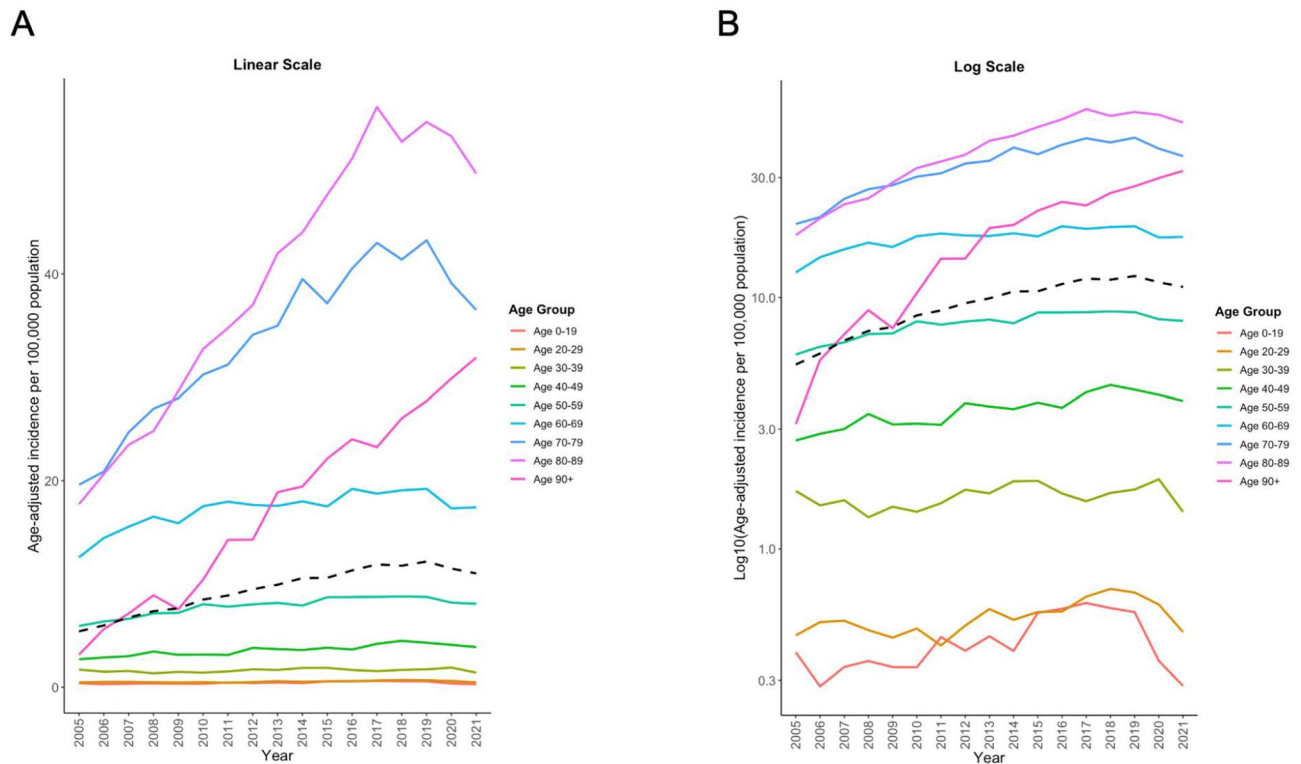 A
Linear Scale
Age-adjusted incidence per 100,000 population
40
20
0
2005
2006
2007
2008
2009
2010
2011
2012
2013
2014
2015
2016
2017
2018
2019
2020
2021
Year
Age Group
Age 0-19
Age 20-29
Age 30-39
Age 40-49
Age 50-59
Age 60-69
Age 70-79
Age 80-89
Age 90+
B
Log Scale
Log10(Age-adjusted incidence per 100,000 population)
30.0
10.0
3.0
1.0
0.3
2005
2006
2007
2008
2009
2010
2011
2012
2013
2014
2015
2016
2017
2018
2019
2020
2021
Year
Age Group
Age 0-19
Age 20-29
Age 30-39
Age 40-49
Age 50-59
Age 60-69
Age 70-79
Age 80-89
Age 90+